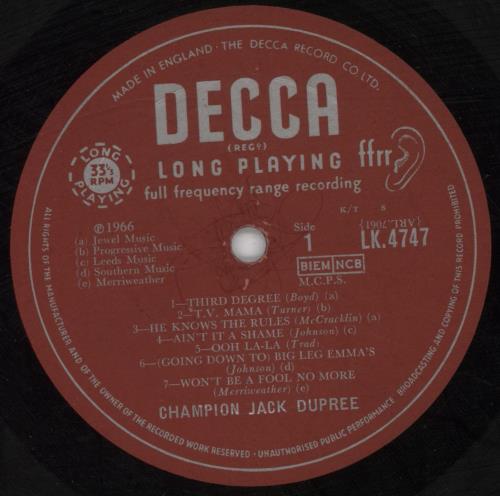 MADE IN ENGLAND · THE DECCA RECORD CO LTD.
DECCA
(REGD)
LONG PLAYING ffrr
full frequency range recording
LONG PLAYING
33⅓ RPM
K/T S
℗1966
(a) Jewel Music
(b) Progressive Music
(c) Leeds Music
(d) Southern Music
(e) Merriweather
Side
1
(ARL.7061)
LK.4747
BIEM NCB
M.C.P.S.
1—THIRD DEGREE (Boyd) (a)
2—T.V. MAMA (Turner) (b)
3—HE KNOWS THE RULES (McCracklin) (a)
4—AIN'T IT A SHAME (Johnson) (c)
5—OOH LA-LA (Trad)
6—(GOING DOWN TO) BIG LEG EMMA'S
(Johnson) (d)
7—WON'T BE A FOOL NO MORE
(Merriweather) (e)
CHAMPION JACK DUPREE
ALL RIGHTS OF THE MANUFACTURER AND OF THE OWNER OF THE RECORDED WORK RESERVED · UNAUTHORISED PUBLIC PERFORMANCE BROADCASTING AND COPYING OF THIS RECORD PROHIBITED